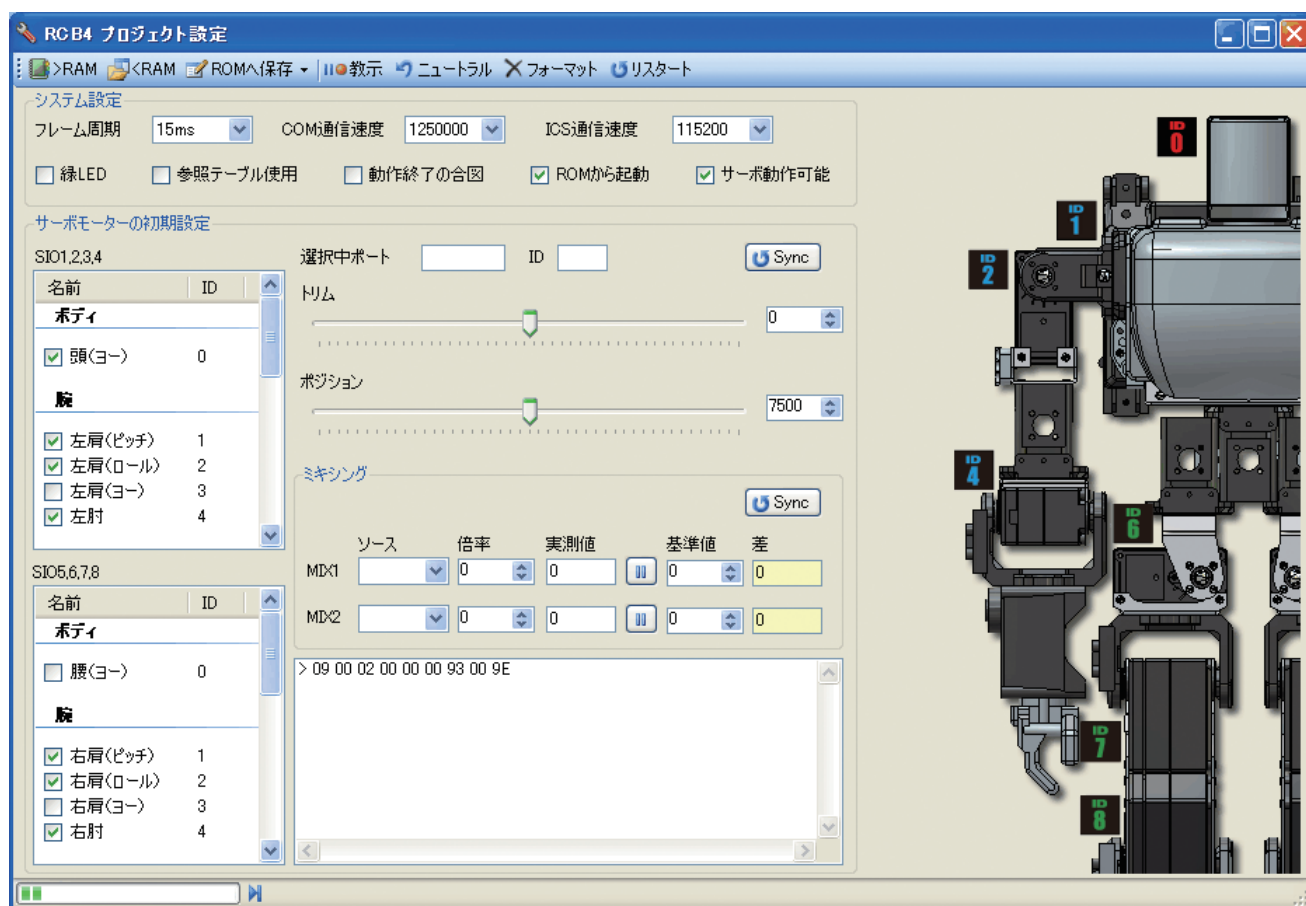 RCB4 プロジェクト設定
>RAM <RAM ROMへ保存 教示 ニュートラル フォーマット リスタート
システム設定
フレーム周期 15ms COM通信速度 1250000 ICS通信速度 115200
緑LED 参照テーブル使用 動作終了の合図 ROMから起動 サーボ動作可能
サーボモーターの初期設定
SIO1,2,3,4
名前 ID
ボディ
頭(ヨー) 0
腕
左肩(ピッチ) 1
左肩(ロール) 2
左肩(ヨー) 3
左肘 4
SIO5,6,7,8
名前 ID
ボディ
腰(ヨー) 0
腕
右肩(ピッチ) 1
右肩(ロール) 2
右肩(ヨー) 3
右肘 4
選択中ポート ID Sync
トリム
0
ポジション
7500
ミキシング
Sync
ソース 倍率 実測値 基準値 差
MIX1 0 0 0 0
MIX2 0 0 0 0
> 09 00 02 00 00 00 93 00 9E
ID 0
ID 1
ID 2
ID 4
ID 6
ID 7
ID 8